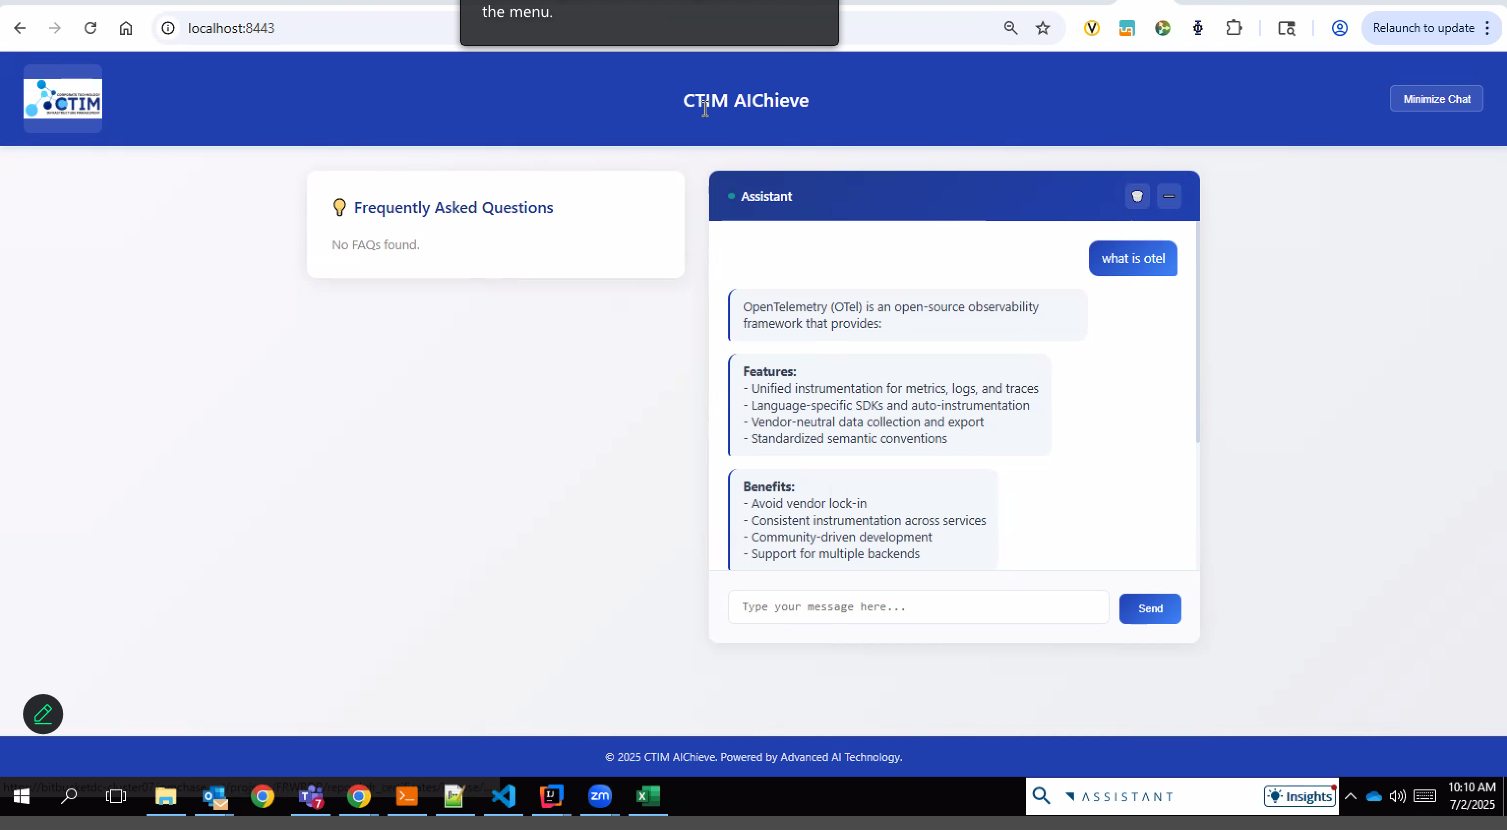 the menu.
localhost:8443
Relaunch to update
CORPORATE TECHNOLOGY
CTIM
INFRASTRUCTURE MANAGEMENT
CTIM AIChieve
Minimize Chat
Frequently Asked Questions
No FAQs found.
Assistant
what is otel
OpenTelemetry (OTel) is an open-source observability
framework that provides:
Features:
- Unified instrumentation for metrics, logs, and traces
- Language-specific SDKs and auto-instrumentation
- Vendor-neutral data collection and export
- Standardized semantic conventions
Benefits:
- Avoid vendor lock-in
- Consistent instrumentation across services
- Community-driven development
- Support for multiple backends
Type your message here...
Send
© 2025 CTIM AIChieve. Powered by Advanced AI Technology.
ASSISTANT
Insights
10:10 AM
7/2/2025